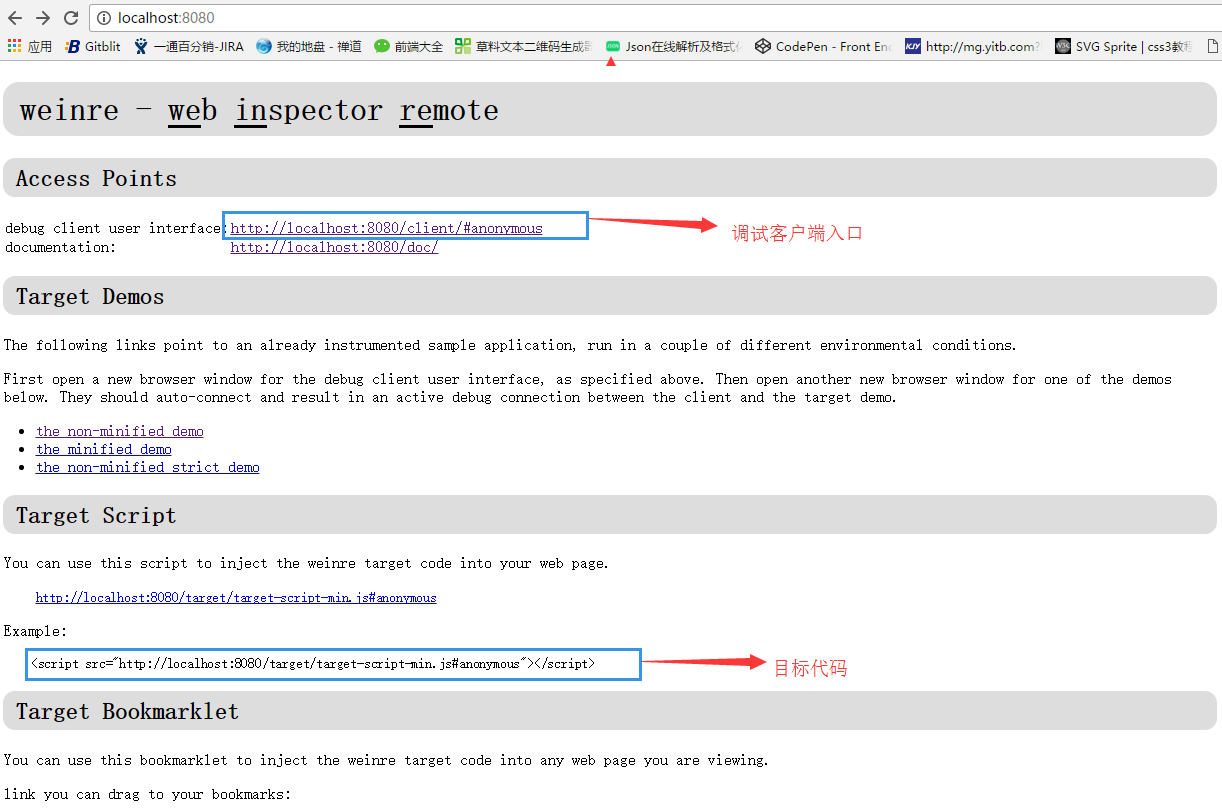 localhost:8080
应用 Gitblit 一通百分销-JIRA 我的地盘 - 禅道 前端大全 草料文本二维码生成器 Json在线解析及格式 CodePen - Front En http://mg.yitb.com? SVG Sprite | css3教程
weinre - web inspector remote
Access Points
debug client user interface: http://localhost:8080/client/#anonymous
调试客户端入口
documentation: http://localhost:8080/doc/
Target Demos
The following links point to an already instrumented sample application, run in a couple of different environmental conditions.
First open a new browser window for the debug client user interface, as specified above. Then open another new browser window for one of the demos
below. They should auto-connect and result in an active debug connection between the client and the target demo.
the non-minified demo
the minified demo
the non-minified strict demo
Target Script
You can use this script to inject the weinre target code into your web page.
http://localhost:8080/target/target-script-min.js#anonymous
Example:
<script src="http://localhost:8080/target/target-script-min.js#anonymous"></script>
目标代码
Target Bookmarklet
You can use this bookmarklet to inject the weinre target code into any web page you are viewing.
link you can drag to your bookmarks: